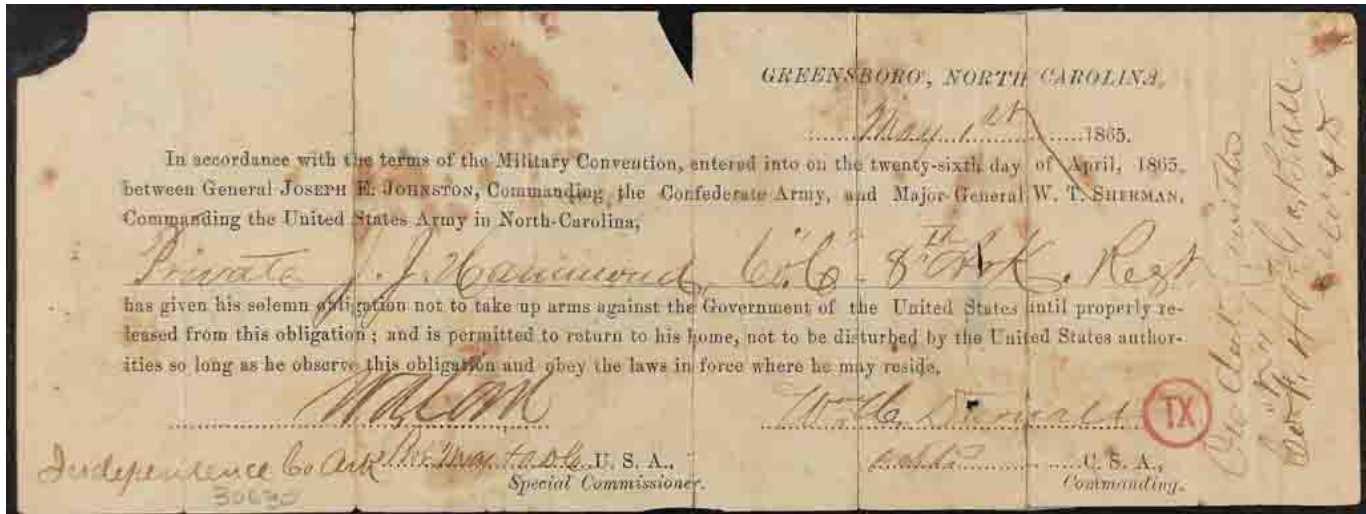 GREENSBORO', NORTH CAROLINA,
May 1st 1865.
In accordance with the terms of the Military Convention, entered into on the twenty-sixth day of April, 1865,
between General JOSEPH E. JOHNSTON, Commanding the Confederate Army, and Major-General W. T. SHERMAN,
Commanding the United States Army in North-Carolina,
Private J. J. Hammond, Co. "C" 8th Ark. Regt
has given his solemn obligation not to take up arms against the Government of the United States until properly re-
leased from this obligation; and is permitted to return to his home, not to be disturbed by the United States author-
ities so long as he observe this obligation and obey the laws in force where he may reside.
Wm C.
TX
U. S. A.,
Special Commissioner.
C. S. A.,
Commanding.
Independence Co Ark
30630